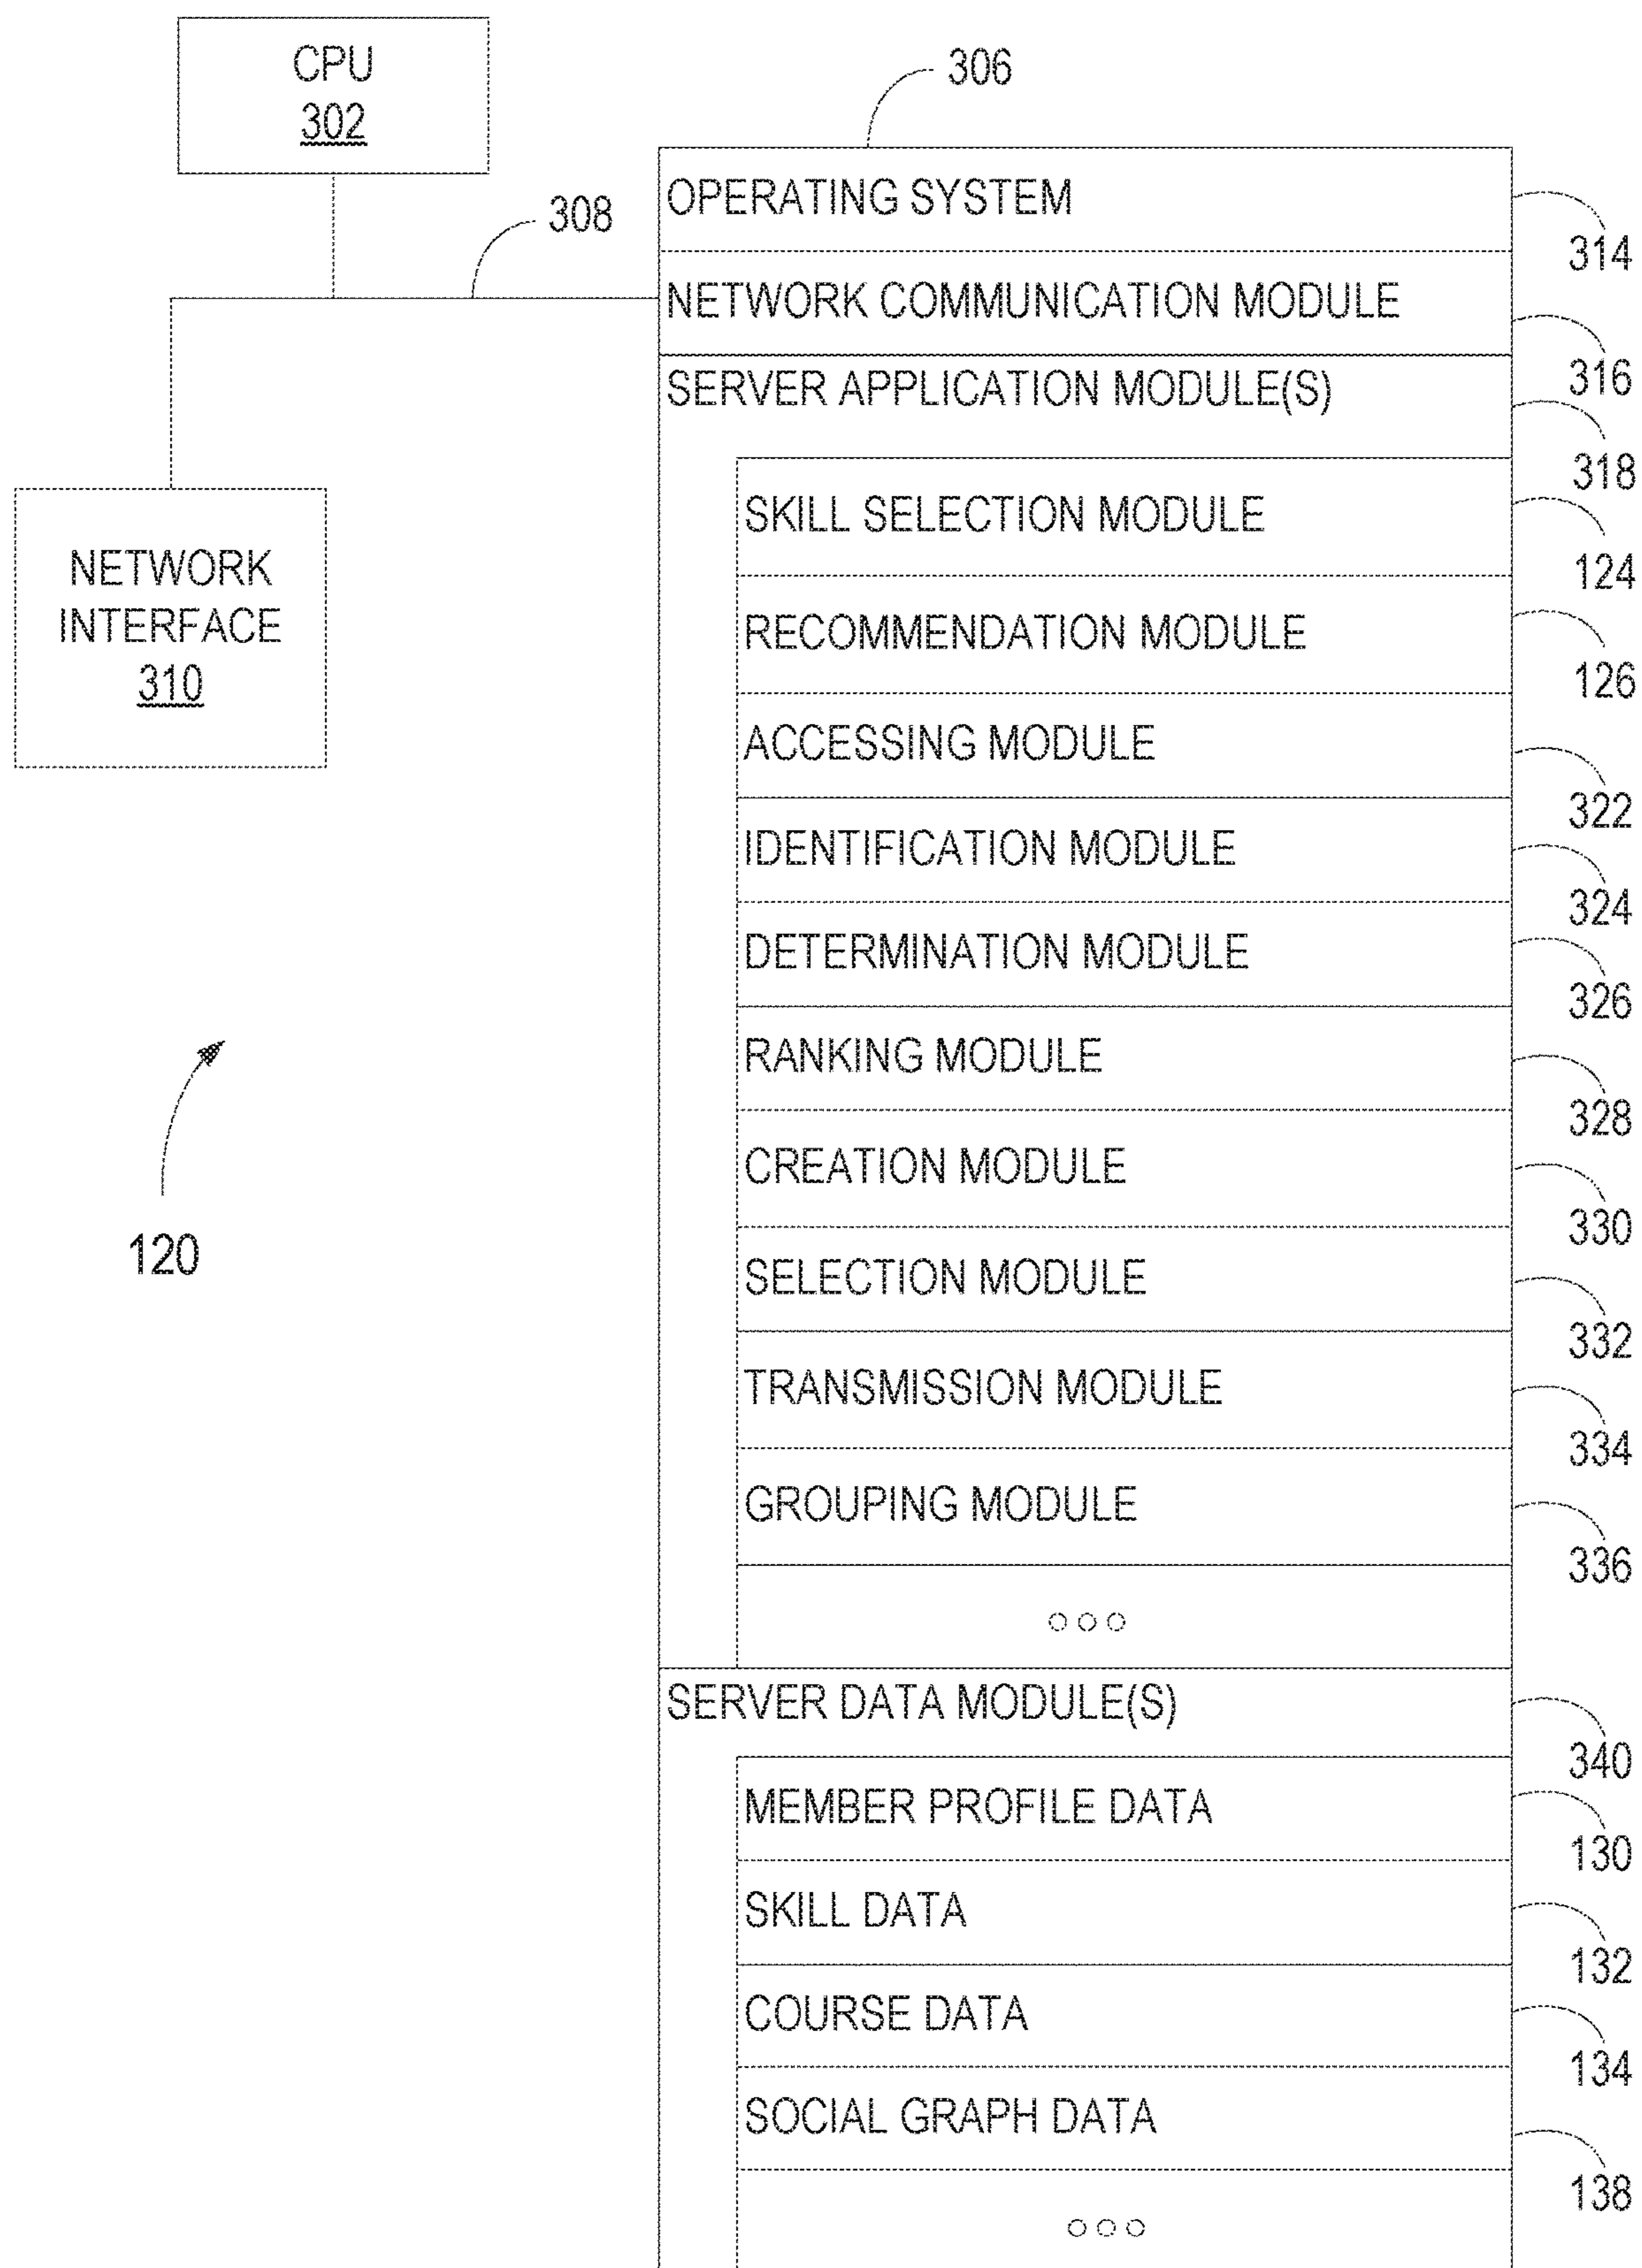 CPU
302
306
308
OPERATING SYSTEM
314
NETWORK COMMUNICATION MODULE
316
SERVER APPLICATION MODULE(S)
318
NETWORK
INTERFACE
310
SKILL SELECTION MODULE
124
RECOMMENDATION MODULE
126
ACCESSING MODULE
322
IDENTIFICATION MODULE
324
DETERMINATION MODULE
326
RANKING MODULE
328
CREATION MODULE
330
120
SELECTION MODULE
332
TRANSMISSION MODULE
334
GROUPING MODULE
336
SERVER DATA MODULE(S)
340
MEMBER PROFILE DATA
130
SKILL DATA
132
COURSE DATA
134
SOCIAL GRAPH DATA
138